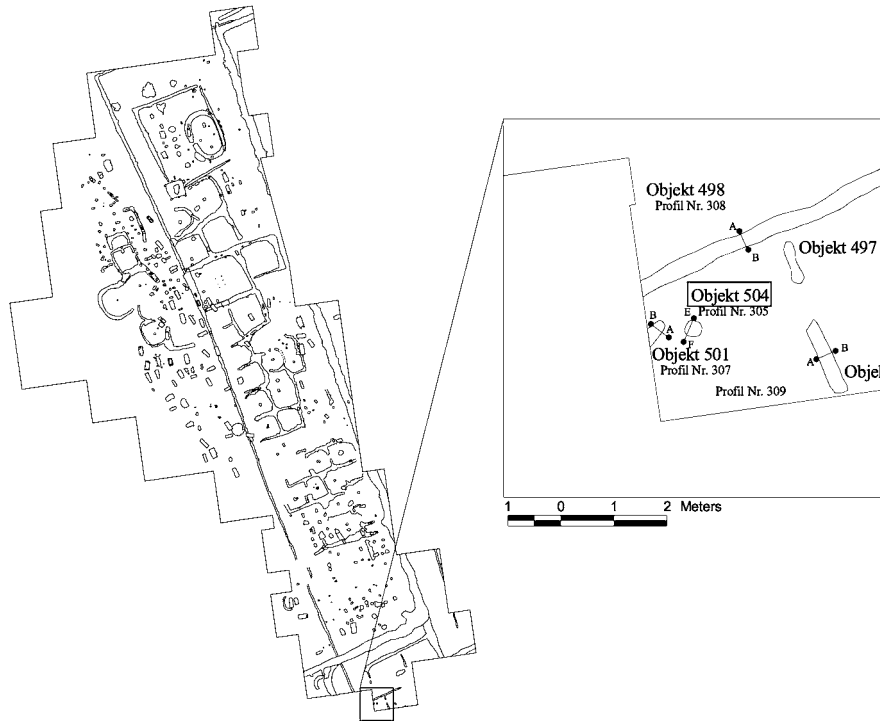 Objekt 498
Profil Nr. 308
A
B
Objekt 497
Objekt 504
E Profil Nr. 305
B
A
F
Objekt 501
Profil Nr. 307
A
B
Objek
Profil Nr. 309
1 0 1 2 Meters